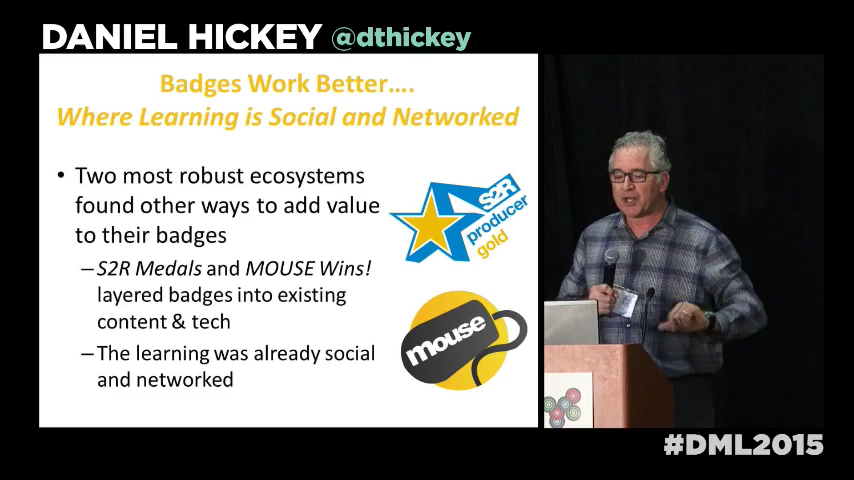 DANIEL HICKEY @dthickey
Badges Work Better....
Where Learning is Social and Networked
• Two most robust ecosystems
found other ways to add value
to their badges
–S2R Medals and MOUSE Wins!
layered badges into existing
content & tech
–The learning was already social
and networked
S2R
producer
gold
mouse
#DML2015